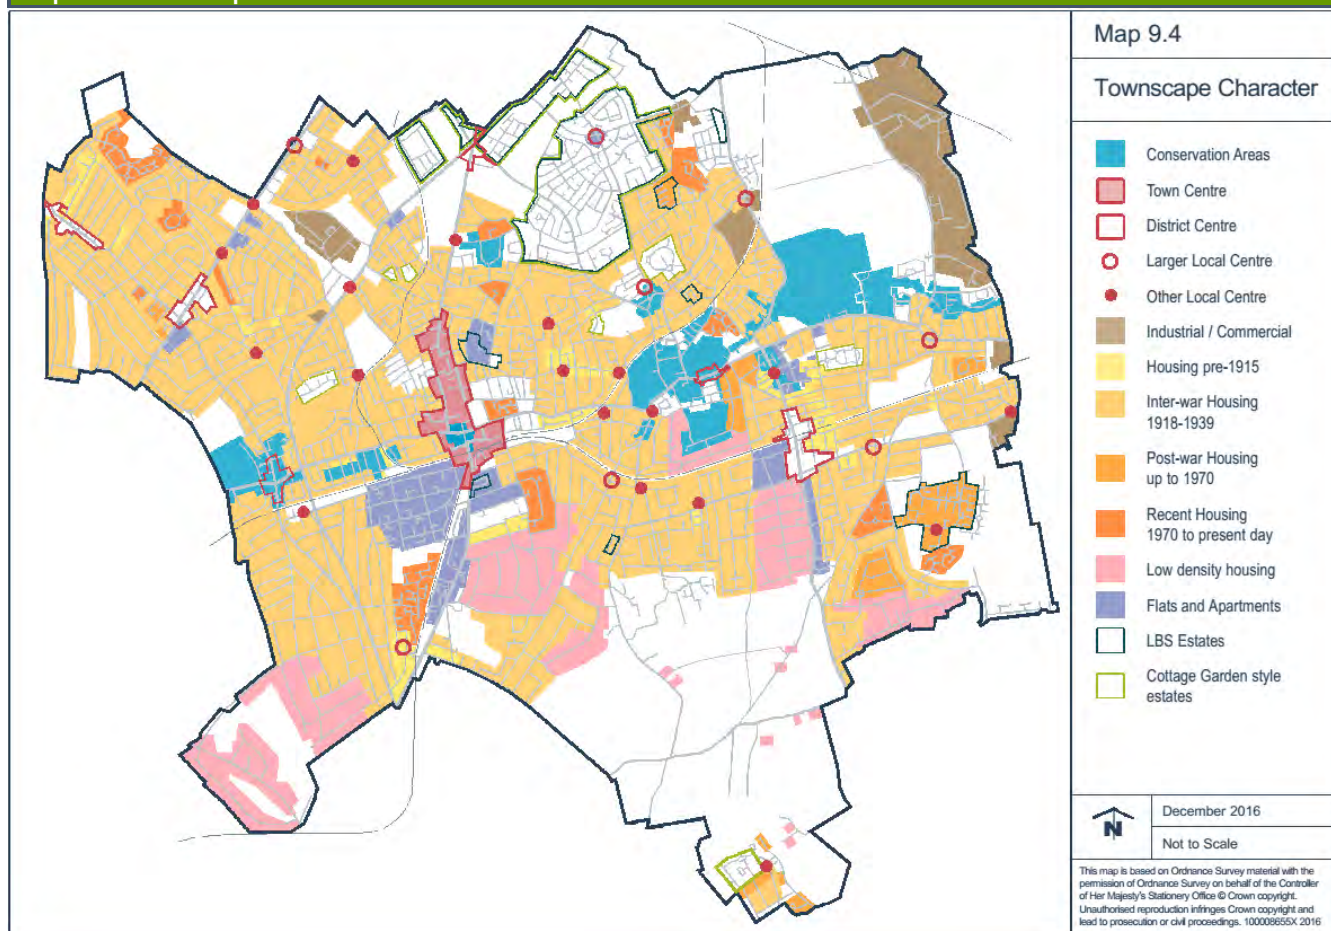 Map 9.4
Townscape Character
Conservation Areas
Town Centre
District Centre
Larger Local Centre
Other Local Centre
Industrial / Commercial
Housing pre-1915
Inter-war Housing
1918-1939
Post-war Housing
up to 1970
Recent Housing
1970 to present day
Low density housing
Flats and Apartments
LBS Estates
Cottage Garden style
estates
N
December 2016
Not to Scale
This map is based on Ordnance Survey material with the
permission of Ordnance Survey on behalf of the Controller
of Her Majesty's Stationery Office © Crown copyright.
Unauthorised reproduction infringes Crown copyright and
lead to prosecution or civil proceedings. 100008655X 2016